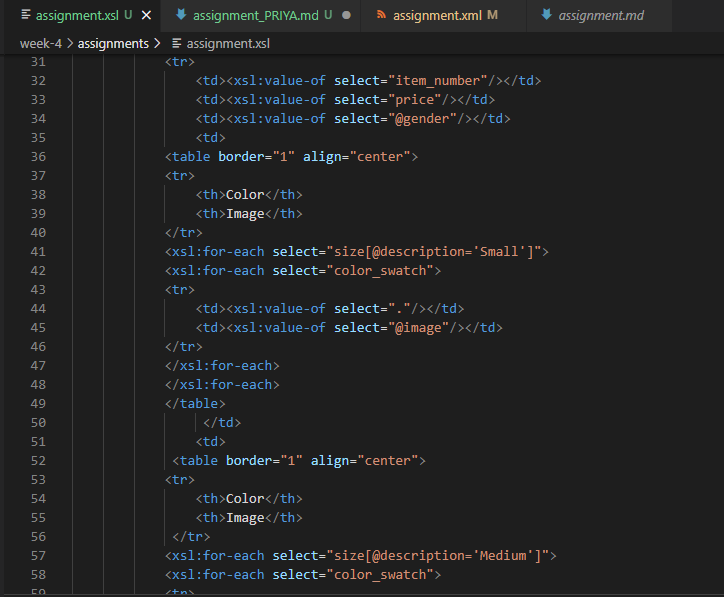 assignment.xsl U assignment_PRIYA.md U assignment.xml M assignment.md
week-4 > assignments > assignment.xsl
31 <tr>
32 <td><xsl:value-of select="item_number"/></td>
33 <td><xsl:value-of select="price"/></td>
34 <td><xsl:value-of select="@gender"/></td>
35 <td>
36 <table border="1" align="center">
37 <tr>
38 <th>Color</th>
39 <th>Image</th>
40 </tr>
41 <xsl:for-each select="size[@description='Small']">
42 <xsl:for-each select="color_swatch">
43 <tr>
44 <td><xsl:value-of select="."/></td>
45 <td><xsl:value-of select="@image"/></td>
46 </tr>
47 </xsl:for-each>
48 </xsl:for-each>
49 </table>
50 </td>
51 <td>
52 <table border="1" align="center">
53 <tr>
54 <th>Color</th>
55 <th>Image</th>
56 </tr>
57 <xsl:for-each select="size[@description='Medium']">
58 <xsl:for-each select="color_swatch">
59 <tr>